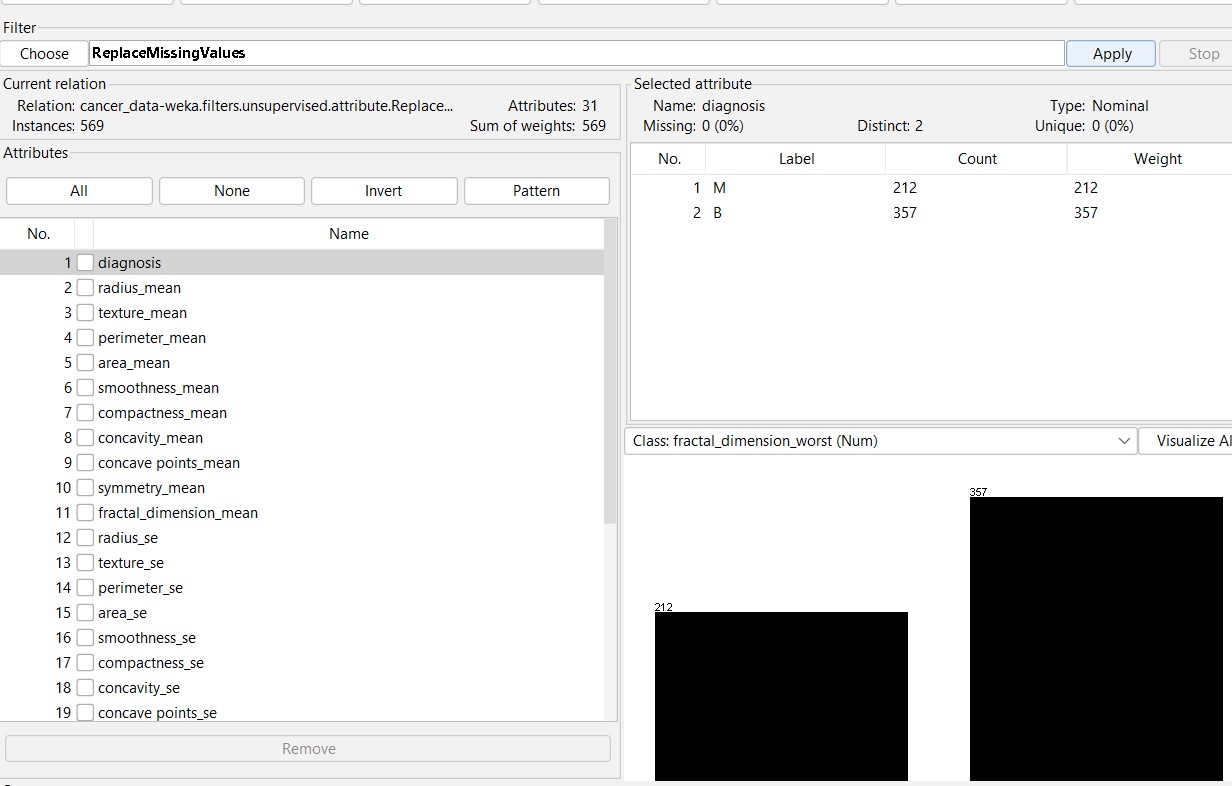 Filter
Choose ReplaceMissingValues Apply Stop
Current relation
Relation: cancer_data-weka.filters.unsupervised.attribute.Replace... Attributes: 31
Instances: 569 Sum of weights: 569
Attributes
All None Invert Pattern
No. Name
1 diagnosis
2 radius_mean
3 texture_mean
4 perimeter_mean
5 area_mean
6 smoothness_mean
7 compactness_mean
8 concavity_mean
9 concave points_mean
10 symmetry_mean
11 fractal_dimension_mean
12 radius_se
13 texture_se
14 perimeter_se
15 area_se
16 smoothness_se
17 compactness_se
18 concavity_se
19 concave points_se
Remove
Selected attribute
Name: diagnosis Type: Nominal
Missing: 0 (0%) Distinct: 2 Unique: 0 (0%)
No. Label Count Weight
1 M 212 212
2 B 357 357
Class: fractal_dimension_worst (Num) Visualize Al
357
212